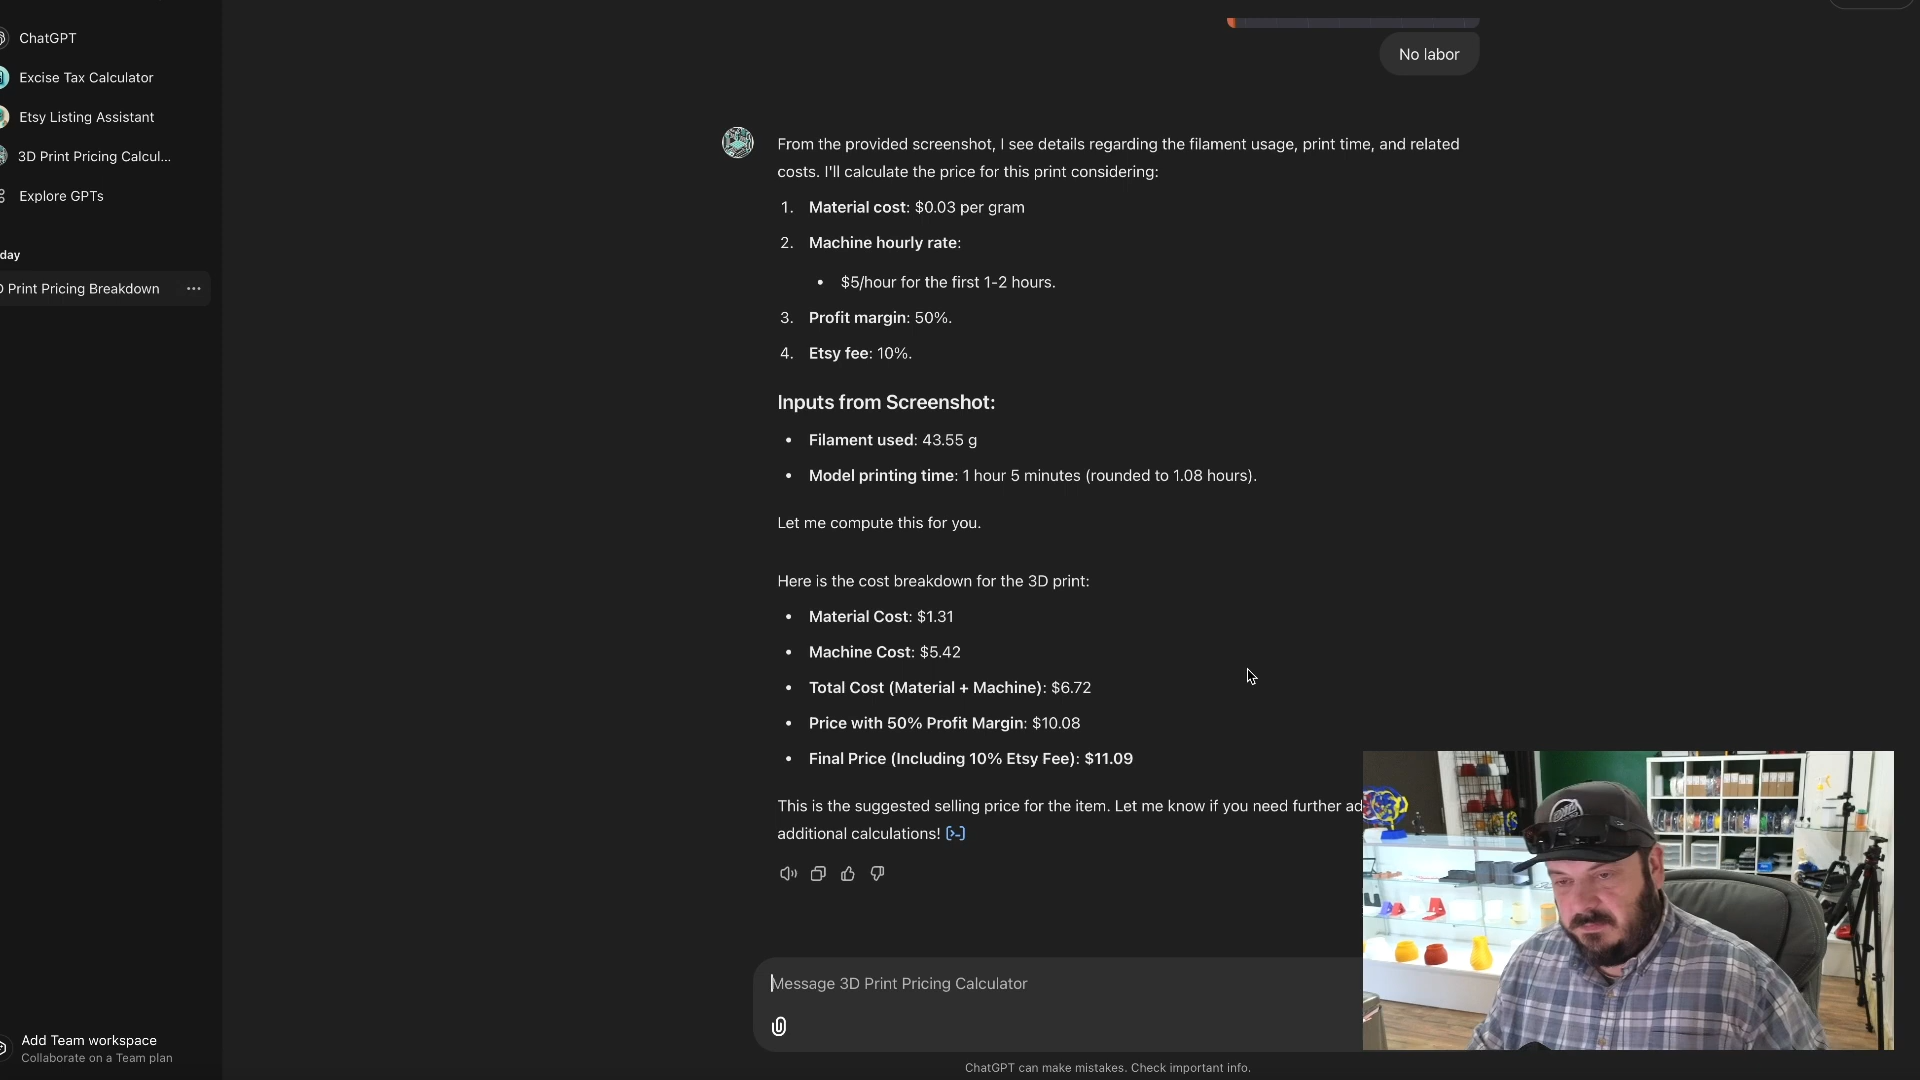 ChatGPT
Excise Tax Calculator
Etsy Listing Assistant
3D Print Pricing Calcul...
Explore GPTs
day
D Print Pricing Breakdown
Add Team workspace
Collaborate on a Team plan
No labor
From the provided screenshot, I see details regarding the filament usage, print time, and related
costs. I'll calculate the price for this print considering:
1. Material cost: $0.03 per gram
2. Machine hourly rate:
• $5/hour for the first 1-2 hours.
3. Profit margin: 50%.
4. Etsy fee: 10%.
Inputs from Screenshot:
• Filament used: 43.55 g
• Model printing time: 1 hour 5 minutes (rounded to 1.08 hours).
Let me compute this for you.
Here is the cost breakdown for the 3D print:
• Material Cost: $1.31
• Machine Cost: $5.42
• Total Cost (Material + Machine): $6.72
• Price with 50% Profit Margin: $10.08
• Final Price (Including 10% Etsy Fee): $11.09
This is the suggested selling price for the item. Let me know if you need further ad
additional calculations! [>-]
Message 3D Print Pricing Calculator
ChatGPT can make mistakes. Check important info.